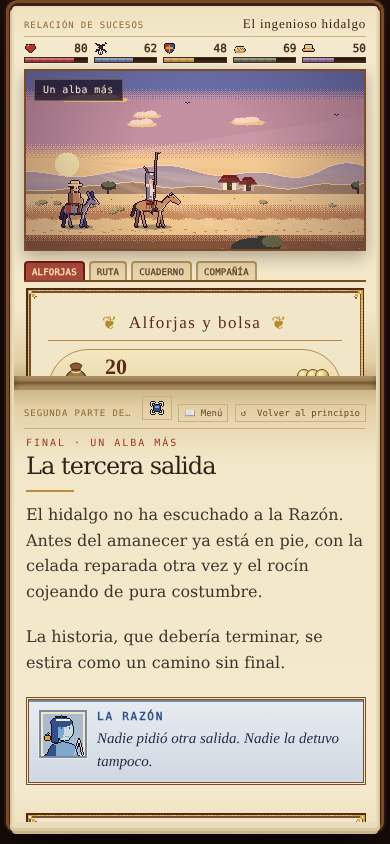 RELACIÓN DE SUCESOS
El ingenioso hidalgo
80 62 48 69 50
Un alba más
ALFORJAS RUTA CUADERNO COMPAÑÍA
Alforjas y bolsa
20
SEGUNDA PARTE DE… Menú Volver al principio
FINAL · UN ALBA MÁS
La tercera salida
El hidalgo no ha escuchado a la Razón.
Antes del amanecer ya está en pie, con la
celada reparada otra vez y el rocín
cojeando de pura costumbre.
La historia, que debería terminar, se
estira como un camino sin final.
LA RAZÓN
Nadie pidió otra salida. Nadie la detuvo
tampoco.